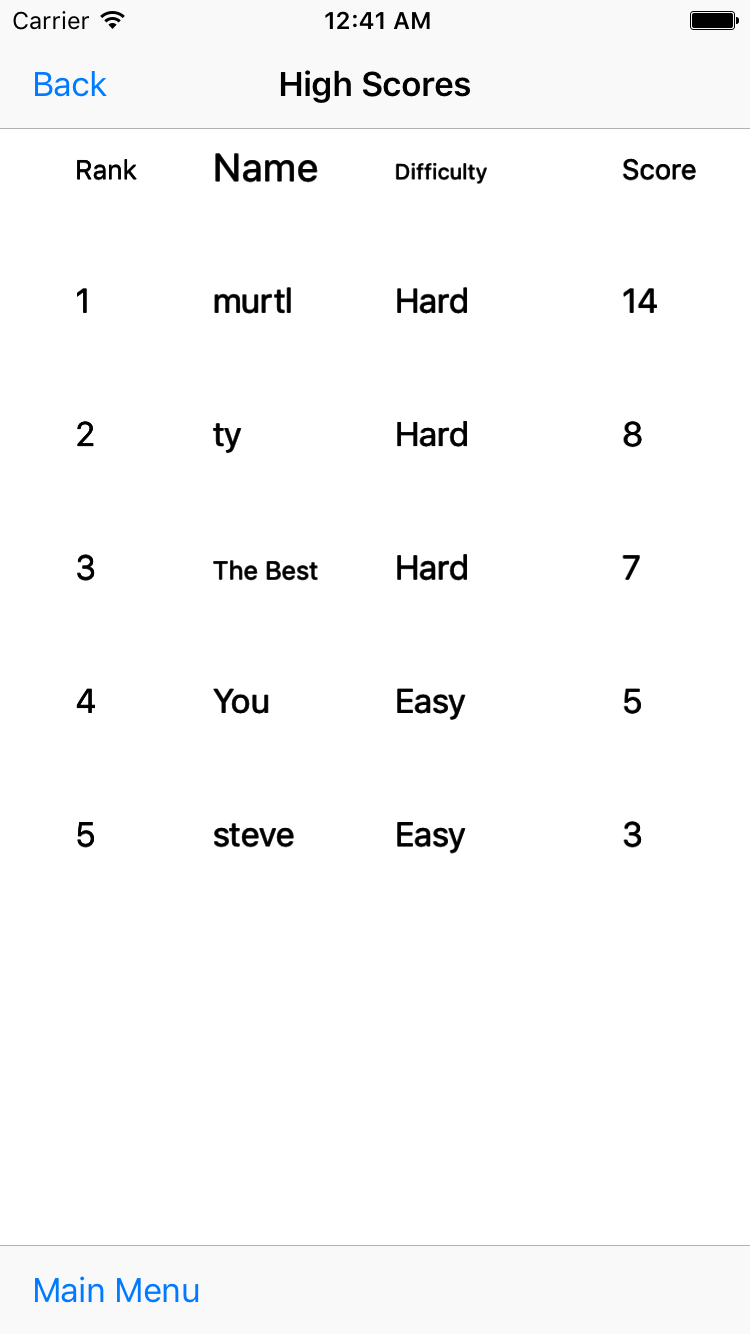 Carrier 12:41 AM
Back High Scores
Rank Name Difficulty Score
1 murtl Hard 14
2 ty Hard 8
3 The Best Hard 7
4 You Easy 5
5 steve Easy 3
Main Menu